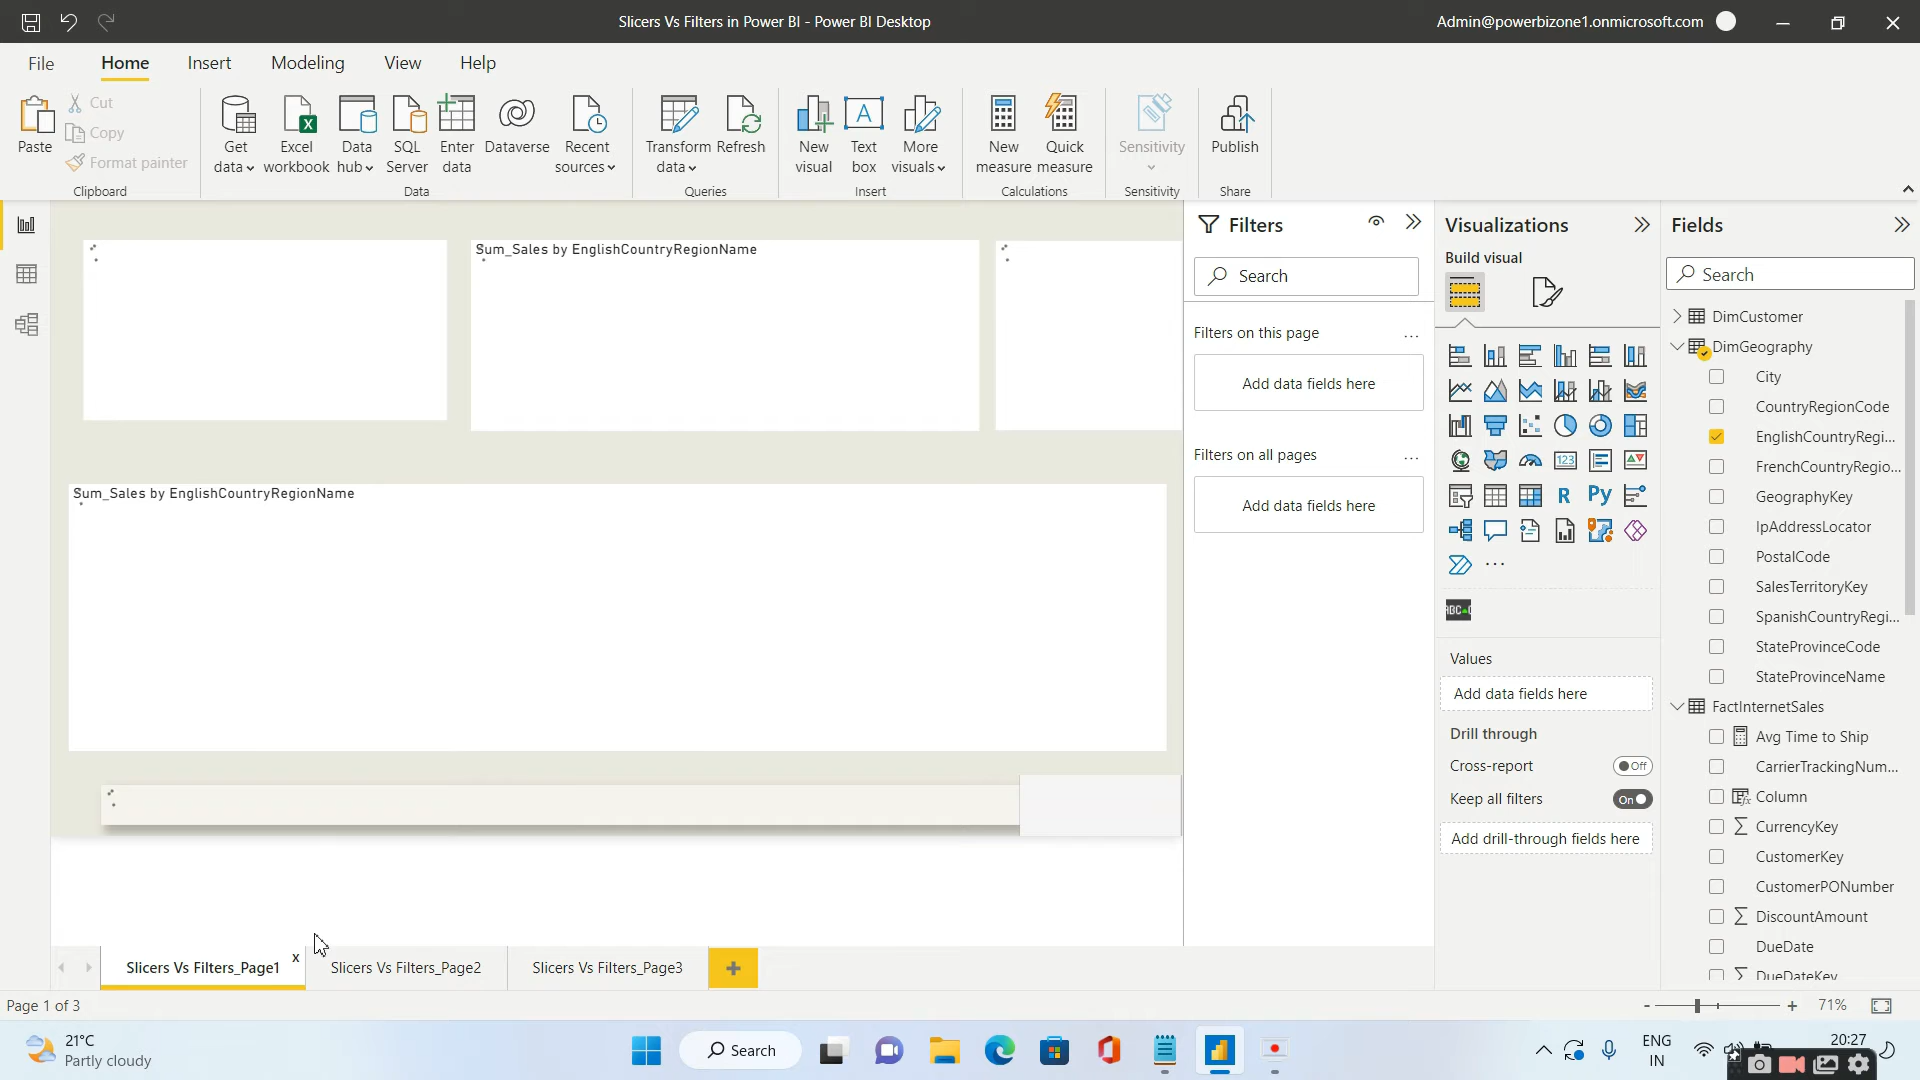 Slicers Vs Filters in Power BI - Power BI Desktop
Admin@powerbizone1.onmicrosoft.com
File Home Insert Modeling View Help
Paste
Cut
Copy
Format painter
Clipboard
Get data
Excel workbook
Data hub
SQL Server
Enter data
Dataverse
Recent sources
Data
Transform data
Refresh
Queries
New visual
A
Text box
More visuals
Insert
New measure
Quick measure
Calculations
Sensitivity
Sensitivity
Publish
Share
Sum_Sales by EnglishCountryRegionName
Sum_Sales by EnglishCountryRegionName
Filters
Search
Filters on this page
...
Add data fields here
Filters on all pages
...
Add data fields here
Visualizations
Build visual
123
R
Py
...
Values
Add data fields here
Drill through
Cross-report
Off
Keep all filters
On
Add drill-through fields here
Fields
Search
DimCustomer
DimGeography
City
CountryRegionCode
EnglishCountryRegi...
FrenchCountryRegio...
GeographyKey
IpAddressLocator
PostalCode
SalesTerritoryKey
SpanishCountryRegi...
StateProvinceCode
StateProvinceName
FactInternetSales
Avg Time to Ship
CarrierTrackingNum...
Column
CurrencyKey
CustomerKey
CustomerPONumber
DiscountAmount
DueDate
DueDateKey
Slicers Vs Filters_Page1 x
Slicers Vs Filters_Page2
Slicers Vs Filters_Page3
+
Page 1 of 3
- + 71%
21°C
Partly cloudy
Search
ENG
IN
20:27